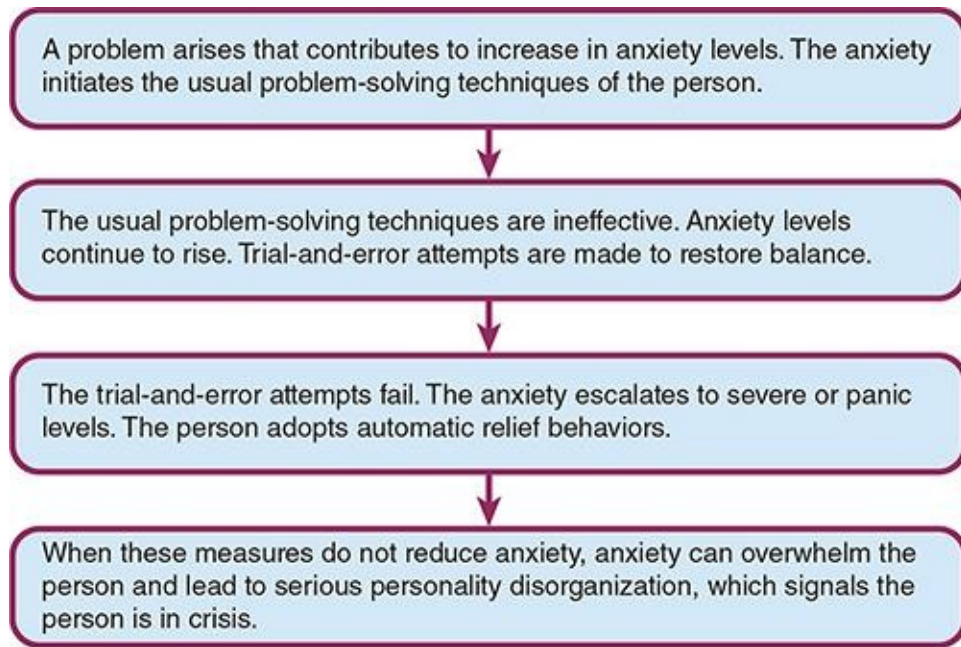 A problem arises that contributes to increase in anxiety levels. The anxiety
initiates the usual problem-solving techniques of the person.
The usual problem-solving techniques are ineffective. Anxiety levels
continue to rise. Trial-and-error attempts are made to restore balance.
The trial-and-error attempts fail. The anxiety escalates to severe or panic
levels. The person adopts automatic relief behaviors.
When these measures do not reduce anxiety, anxiety can overwhelm the
person and lead to serious personality disorganization, which signals the
person is in crisis.